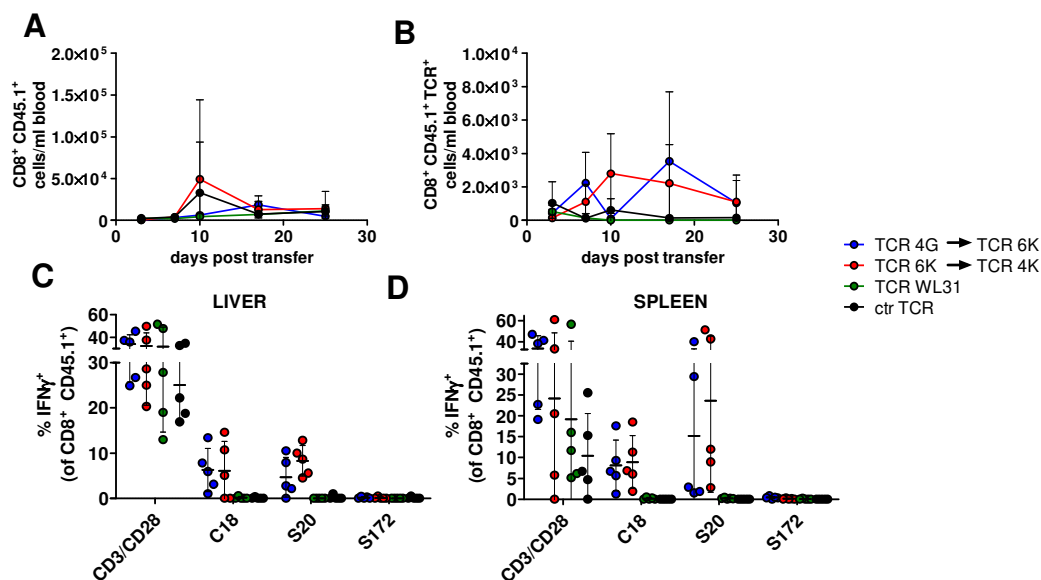 A
CD8⁺ CD45.1⁺
cells/ml blood
2.0×10⁵
1.5×10⁵
1.0×10⁵
5.0×10⁴
0
0 10 20 30
days post transfer
B
CD8⁺ CD45.1⁺ TCR⁺
cells/ml blood
1.0×10⁴
8.0×10³
6.0×10³
4.0×10³
2.0×10³
0
0 10 20 30
days post transfer
TCR 4G → TCR 6K
TCR 6K → TCR 4K
TCR WL31
ctr TCR
C
LIVER
% IFNγ⁺
(of CD8⁺ CD45.1⁺)
60
40
30
20
10
0
CD3/CD28
C18
S20
S172
D
SPLEEN
% IFNγ⁺
(of CD8⁺ CD45.1⁺)
60
40
30
25
20
15
10
5
0
CD3/CD28
C18
S20
S172